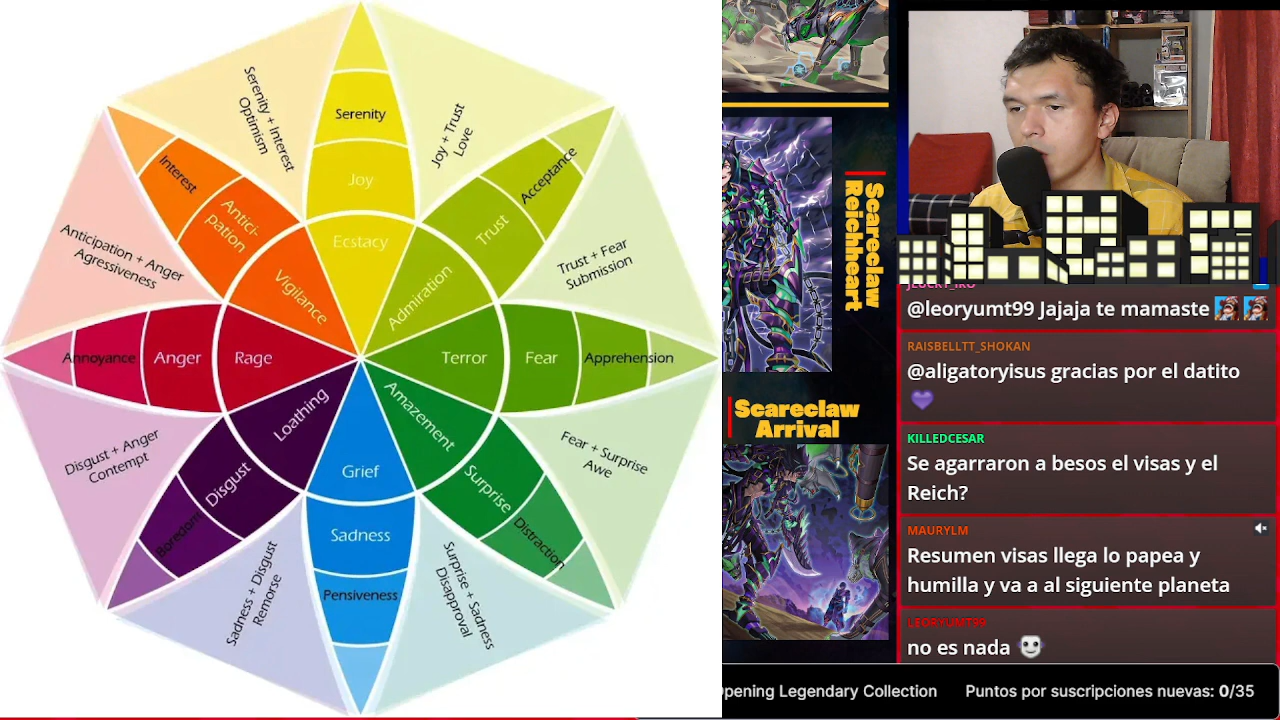 Serenity + Interest
Optimism
Serenity
Joy
Ecstacy
Joy + Trust
Love
Interest
Antici-
pation
Vigilance
Acceptance
Trust
Admiration
Anticipation + Anger
Agressiveness
Trust + Fear
Submission
Annoyance
Anger
Rage
Terror
Fear
Apprehension
Loathing
Disgust
Boredom
Grief
Sadness
Pensiveness
Amazement
Surprise
Distraction
Disgust + Anger
Contempt
Fear + Surprise
Awe
Sadness + Disgust
Remorse
Surprise + Sadness
Disapproval
Scareclaw
Reichheart
Scareclaw
Arrival
@leoryumt99 Jajaja te mamaste
RAISBELLTT_SHOKAN
@aligatoryisus gracias por el datito
KILLEDCESAR
Se agarraron a besos el visas y el
Reich?
MAURYLM
Resumen visas llega lo papea y
humilla y va a al siguiente planeta
LEORYUMT99
no es nada
pening Legendary Collection
Puntos por suscripciones nuevas: 0/35